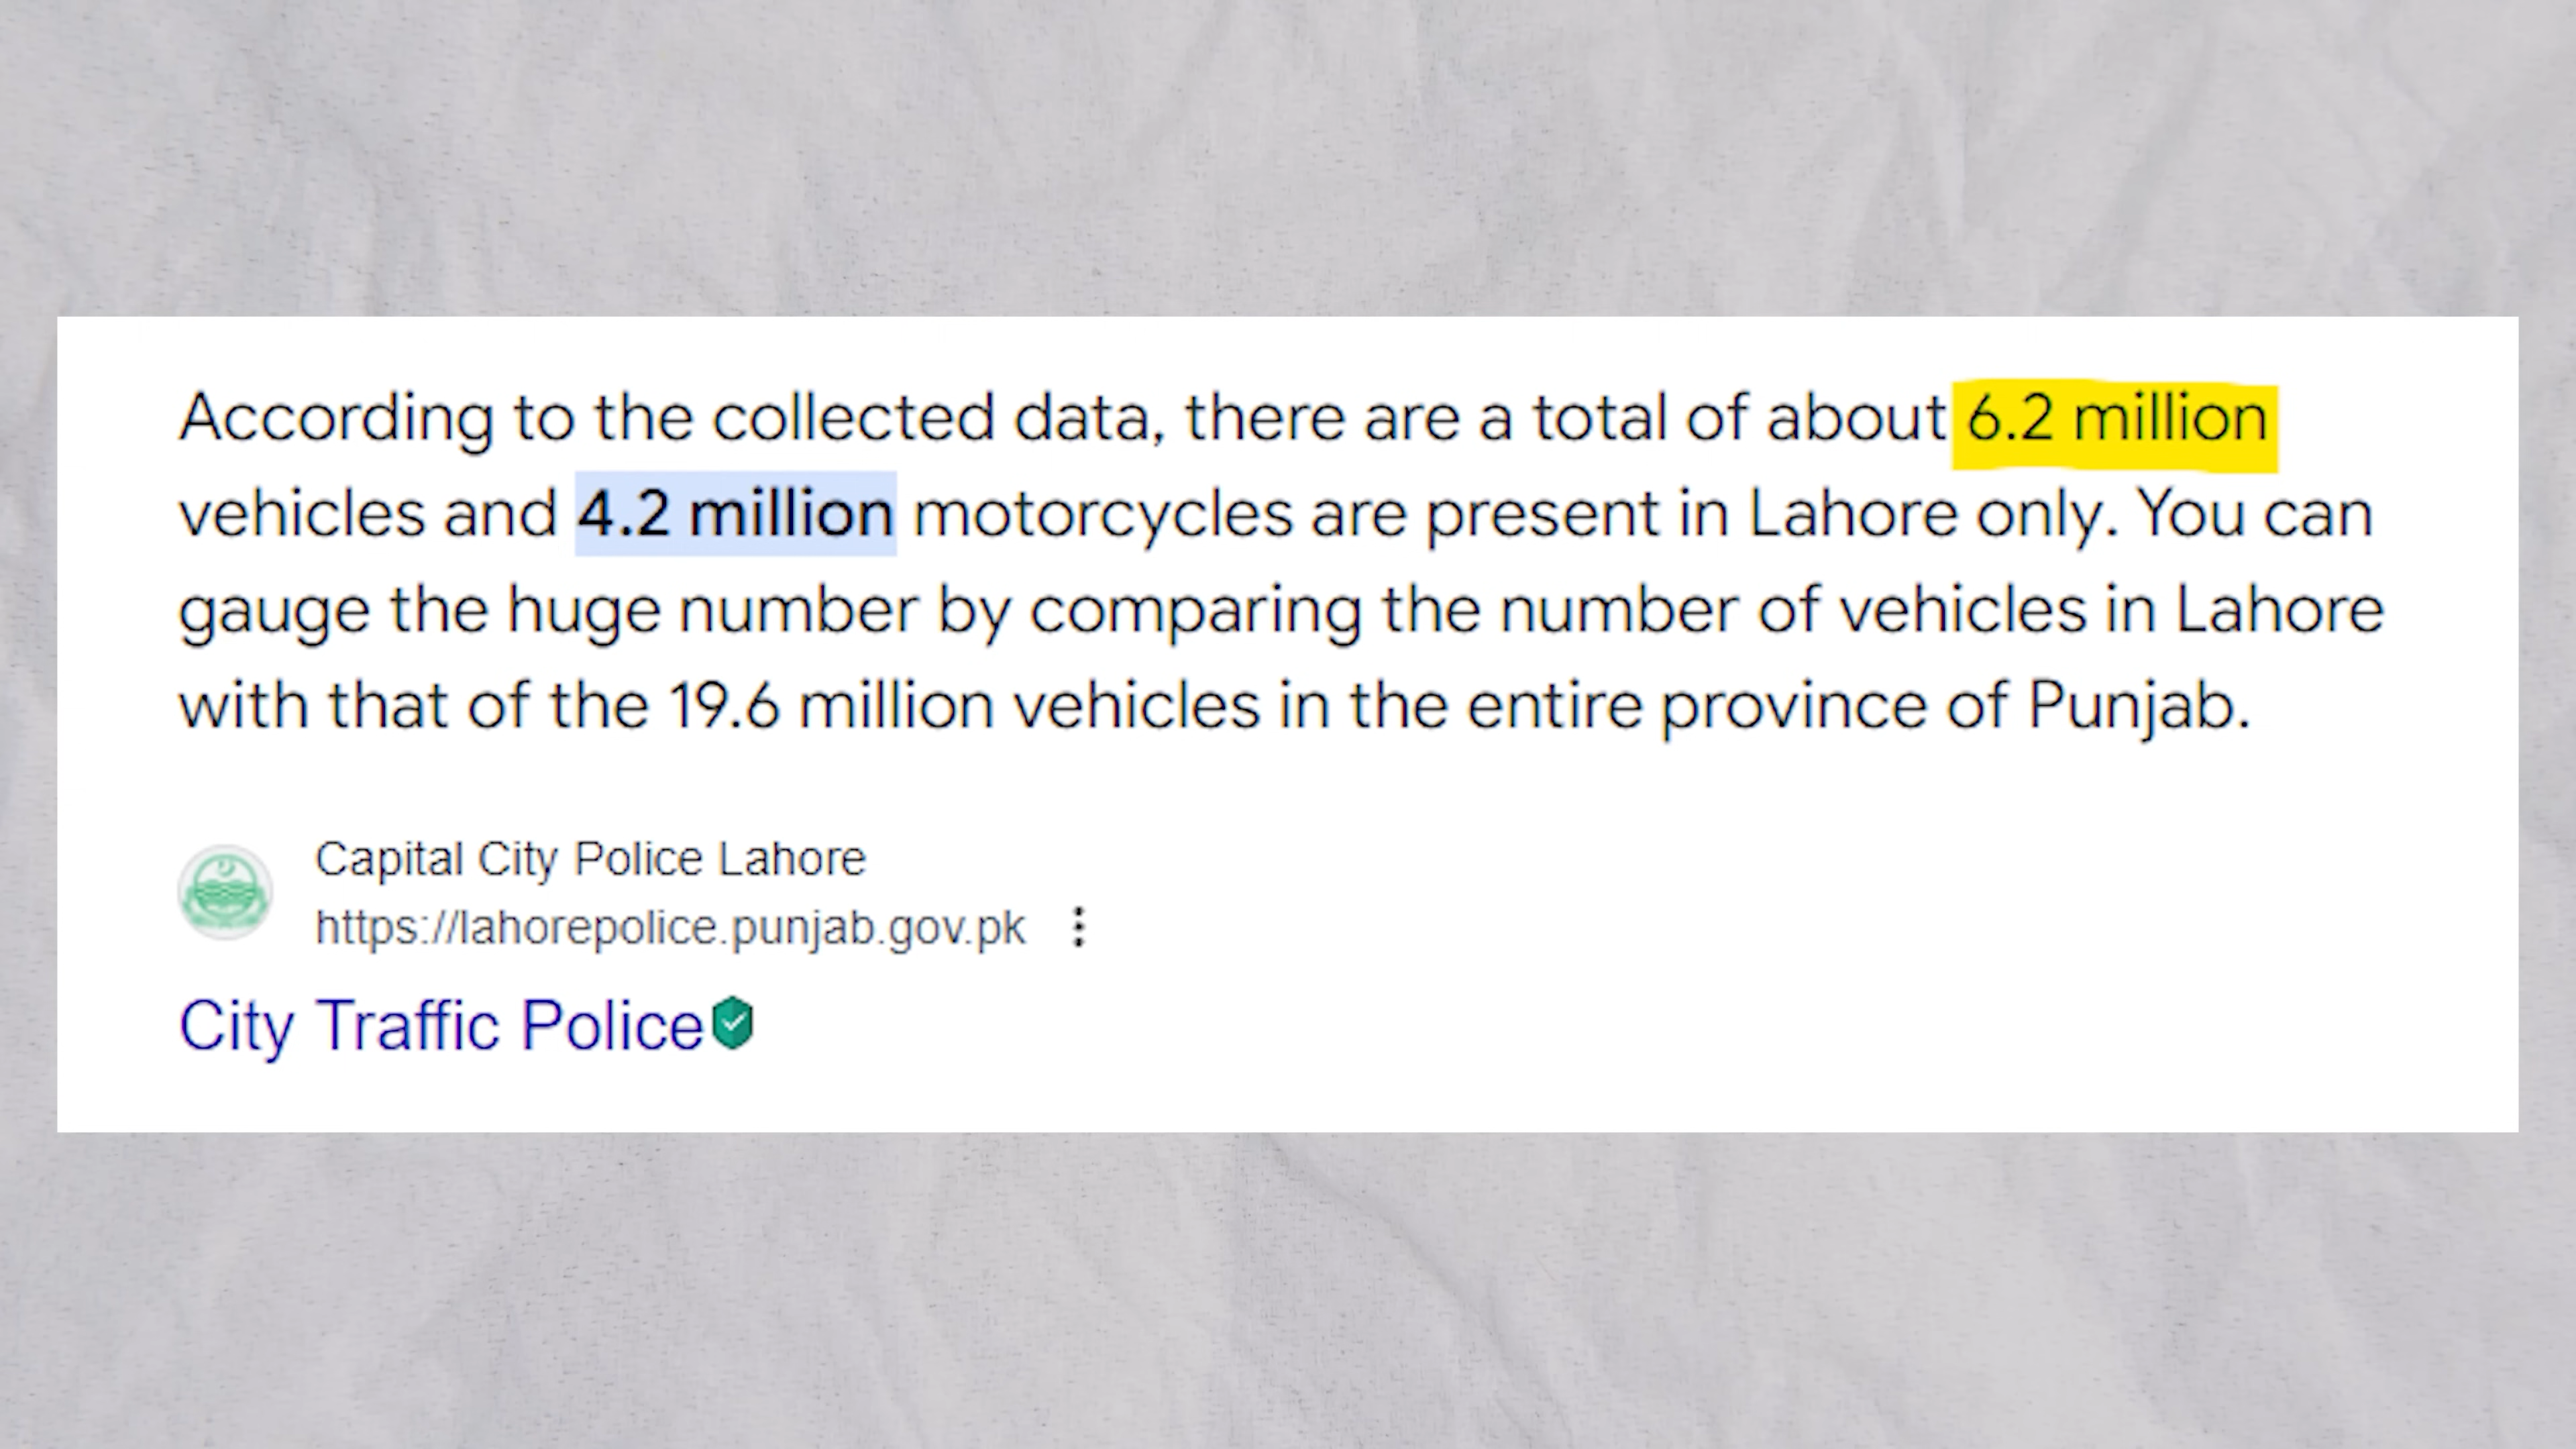 According to the collected data, there are a total of about 6.2 million
vehicles and 4.2 million motorcycles are present in Lahore only. You can
gauge the huge number by comparing the number of vehicles in Lahore
with that of the 19.6 million vehicles in the entire province of Punjab.
Capital City Police Lahore
https://lahorepolice.punjab.gov.pk
City Traffic Police